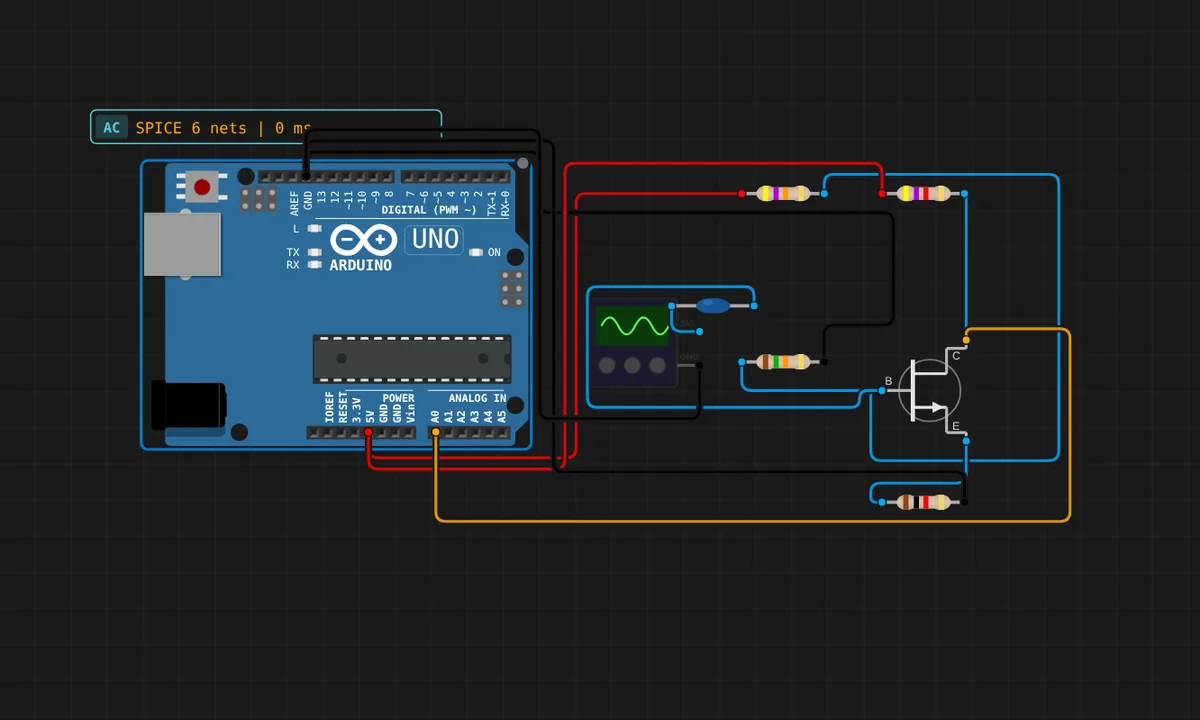 AC SPICE 6 nets | 0 ms
AREF
GND
13
12
~11
~10
~9
8
7
~6
~5
4
~3
2
TX→1
RX←0
DIGITAL (PWM ~)
L
TX
RX
ARDUINO
UNO
ON
POWER
ANALOG IN
IOREF
RESET
3.3V
5V
GND
GND
Vin
A0
A1
A2
A3
A4
A5
GND
B
C
E